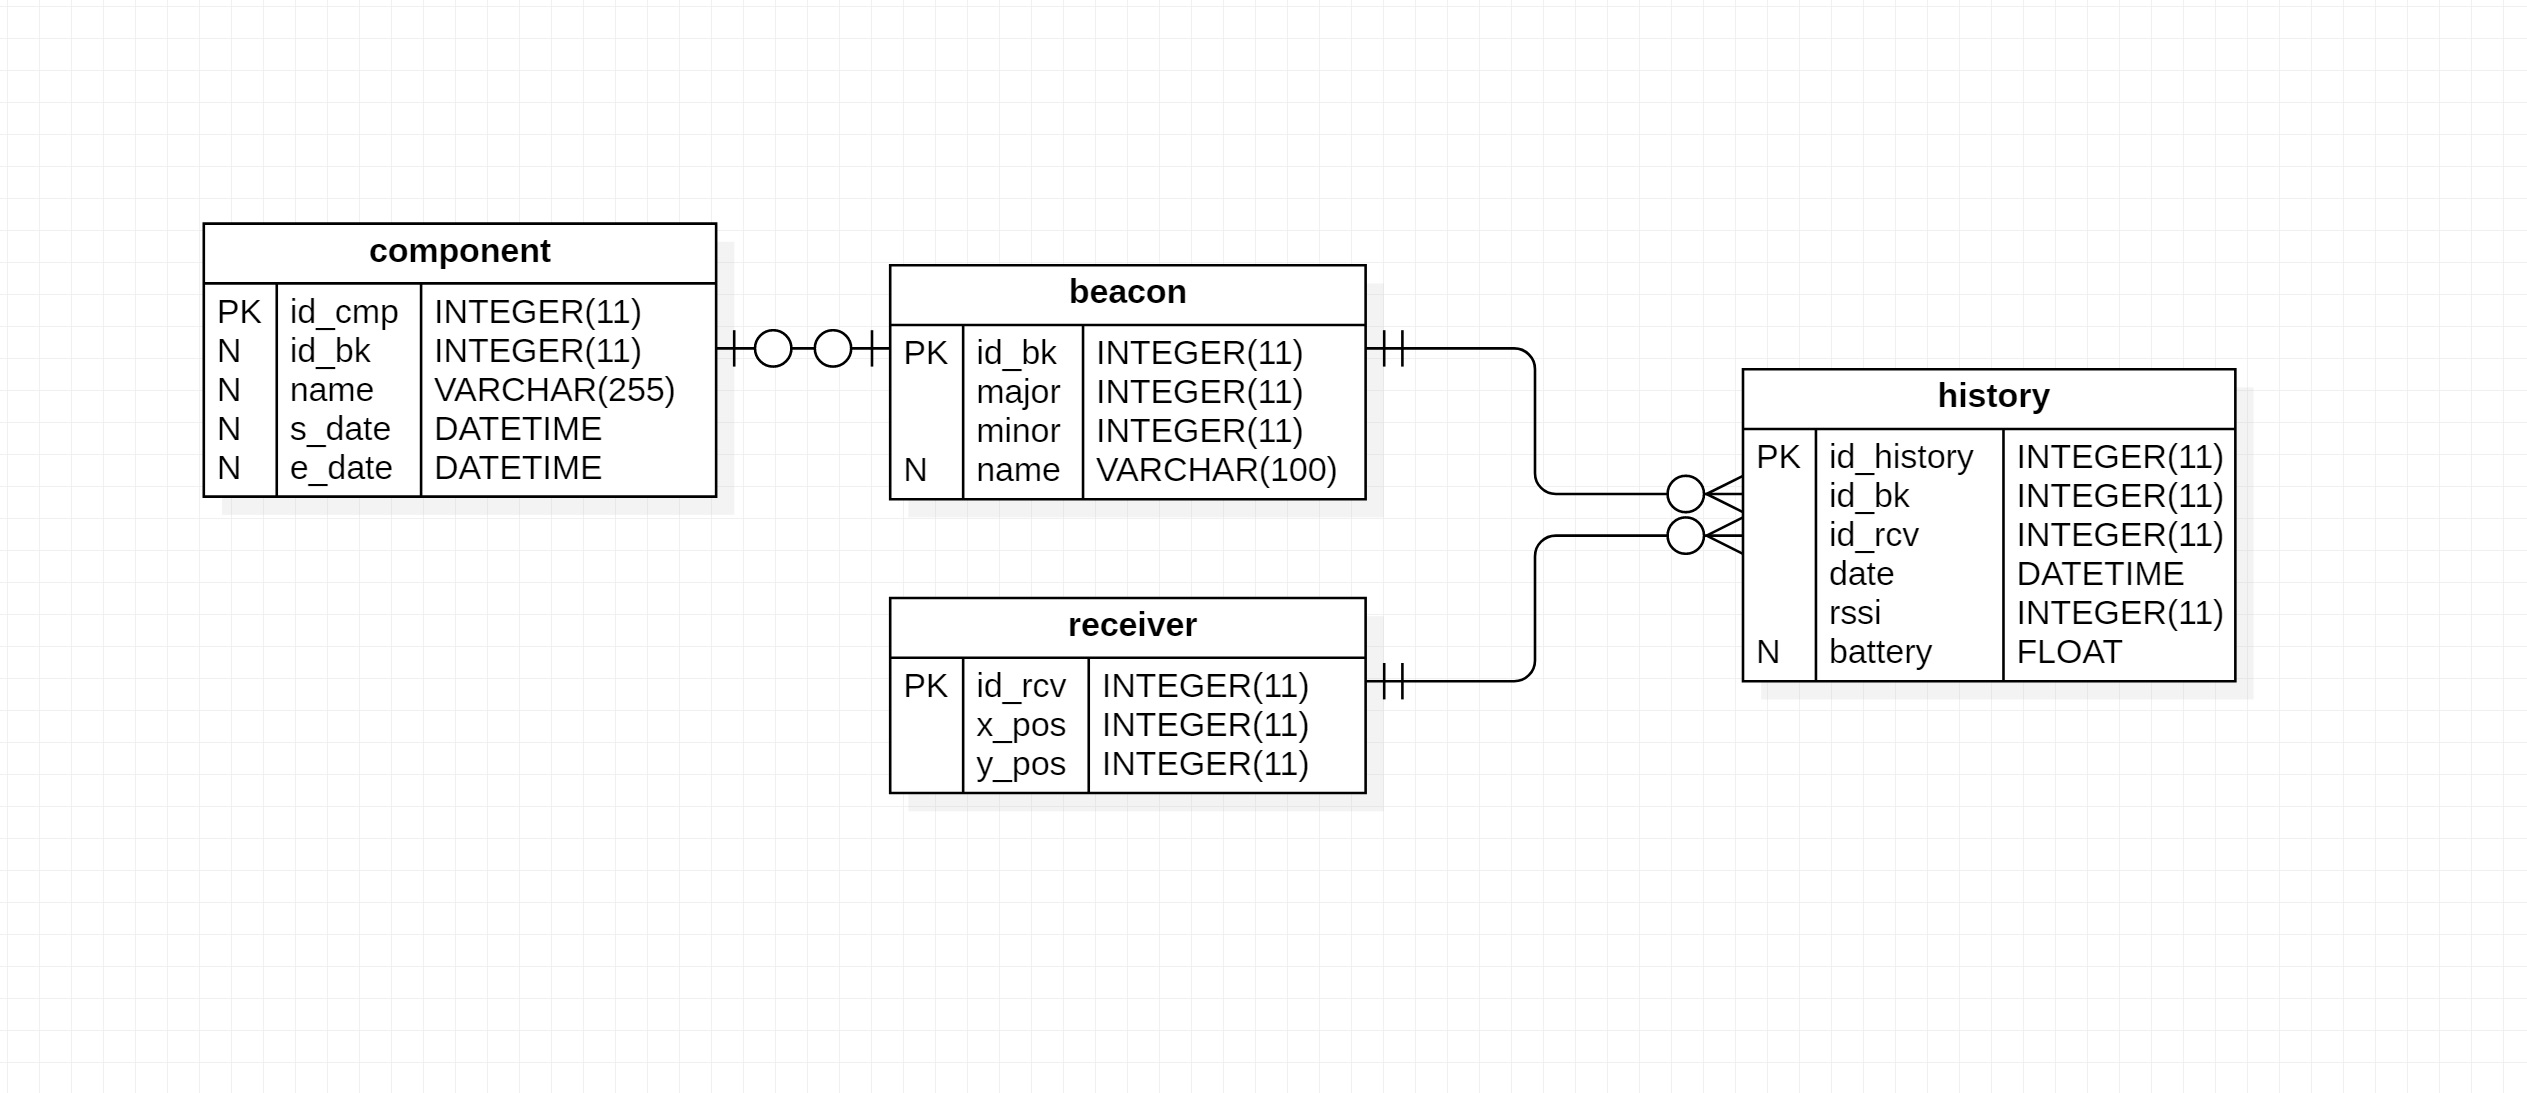 component
PK id_cmp INTEGER(11)
N id_bk INTEGER(11)
N name VARCHAR(255)
N s_date DATETIME
N e_date DATETIME
beacon
PK id_bk INTEGER(11)
major INTEGER(11)
minor INTEGER(11)
N name VARCHAR(100)
receiver
PK id_rcv INTEGER(11)
x_pos INTEGER(11)
y_pos INTEGER(11)
history
PK id_history INTEGER(11)
id_bk INTEGER(11)
id_rcv INTEGER(11)
date DATETIME
rssi INTEGER(11)
N battery FLOAT